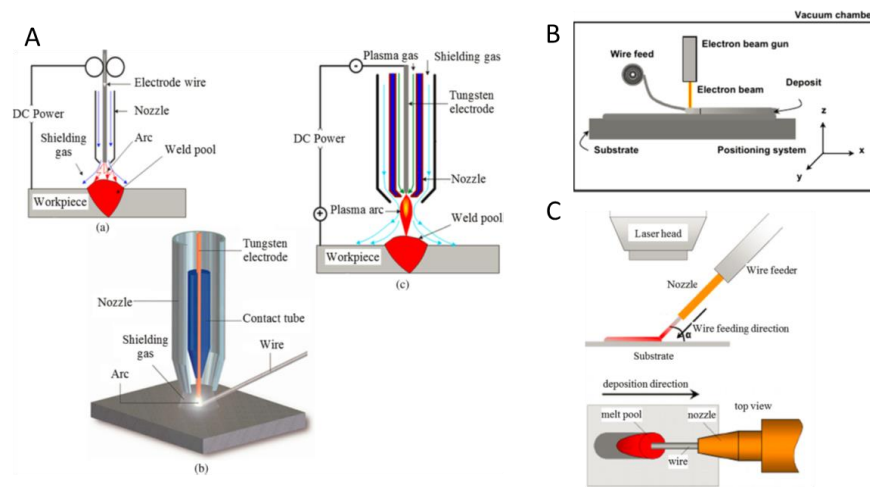 A
Electrode wire
DC Power
Nozzle
Shielding
gas
Arc
Weld pool
Workpiece
(a)
Plasma gas
Shielding gas
-
Tungsten
electrode
DC Power
Nozzle
Plasma arc
+
Weld pool
Workpiece
(c)
Tungsten
electrode
Nozzle
Contact tube
Shielding
gas
Wire
Arc
(b)
B
Vacuum chambe
Electron beam gun
Wire feed
Electron beam
Deposit
z
Substrate
Positioning system
x
y
C
Laser head
Wire feeder
Nozzle
Wire feeding direction
α
Substrate
deposition direction
top view
melt pool
nozzle
wire